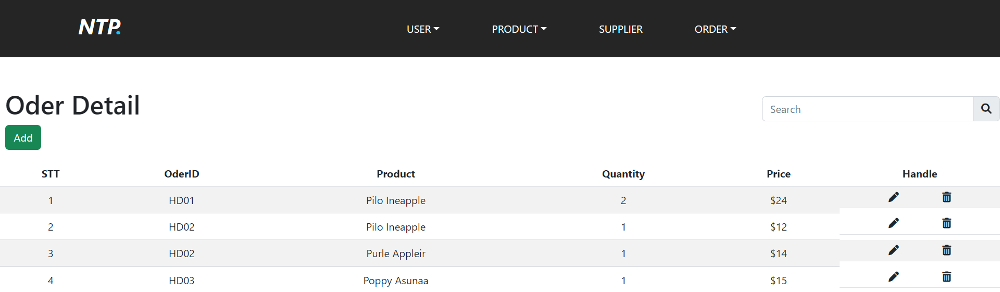 NTP.
USER PRODUCT SUPPLIER ORDER
Oder Detail
Search
Add
STT OderID Product Quantity Price Handle
1 HD01 Pilo Ineapple 2 $24
2 HD02 Pilo Ineapple 1 $12
3 HD02 Purle Appleir 1 $14
4 HD03 Poppy Asunaa 1 $15